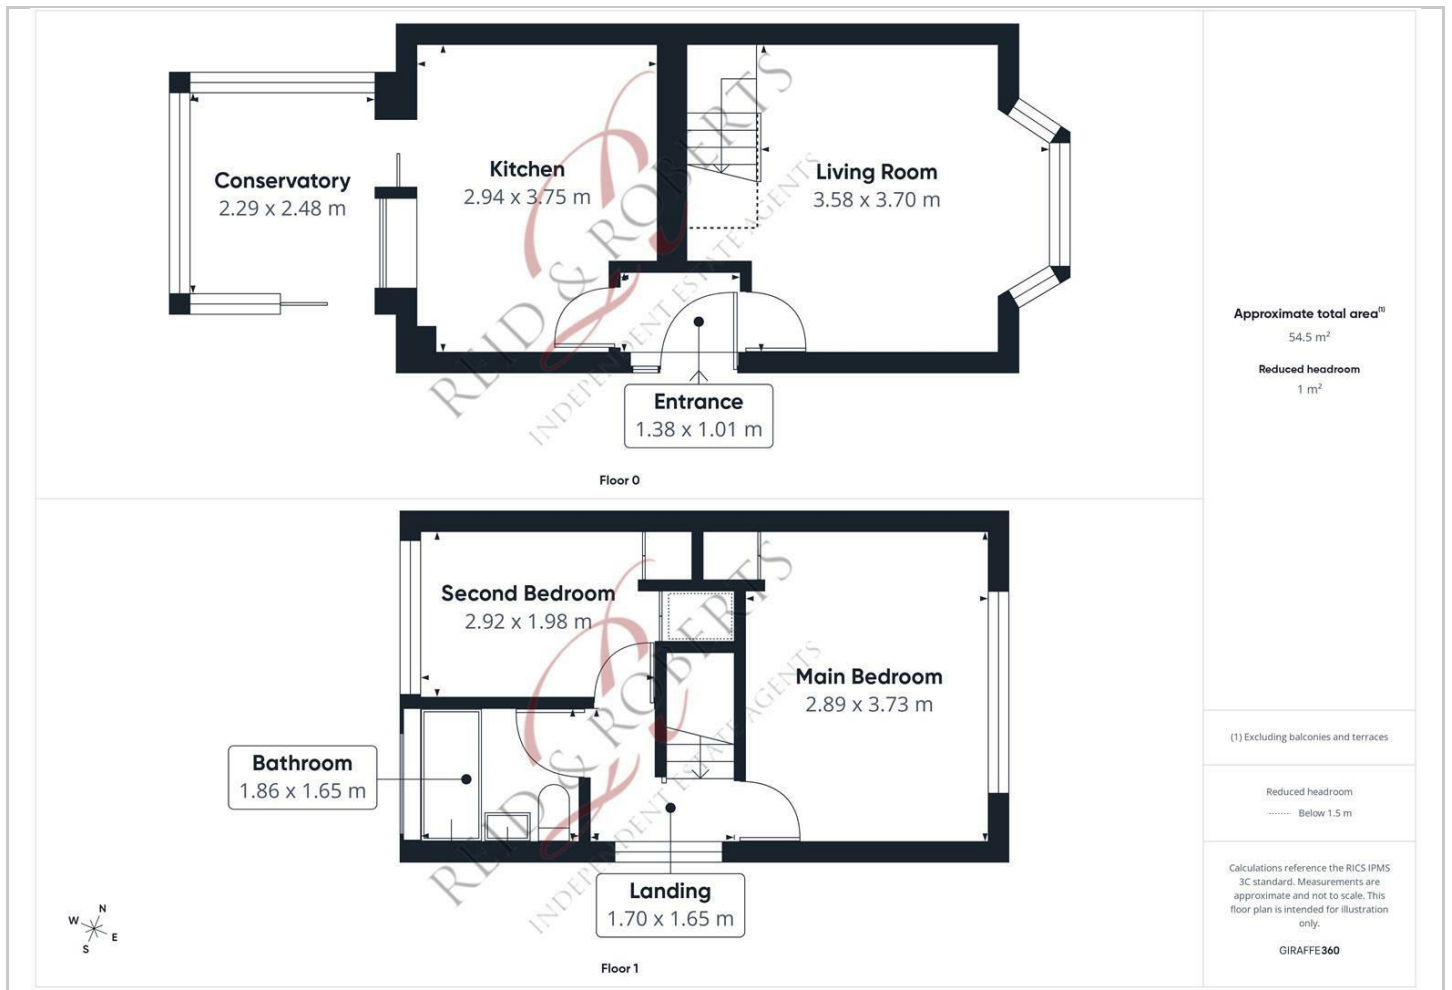 Conservatory
2.29 x 2.48 m
Kitchen
2.94 x 3.75 m
Living Room
3.58 x 3.70 m
Entrance
1.38 x 1.01 m
REID & ROBERTS
INDEPENDENT ESTATE AGENTS
Floor 0
Second Bedroom
2.92 x 1.98 m
Main Bedroom
2.89 x 3.73 m
Bathroom
1.86 x 1.65 m
Landing
1.70 x 1.65 m
REID & ROBERTS
INDEPENDENT ESTATE AGENTS
N
W
E
S
Floor 1
Approximate total area(1)
54.5 m²
Reduced headroom
1 m²
(1) Excluding balconies and terraces
Reduced headroom
Below 1.5 m
Calculations reference the RICS IPMS
3C standard. Measurements are
approximate and not to scale. This
floor plan is intended for illustration
only.
GIRAFFE360